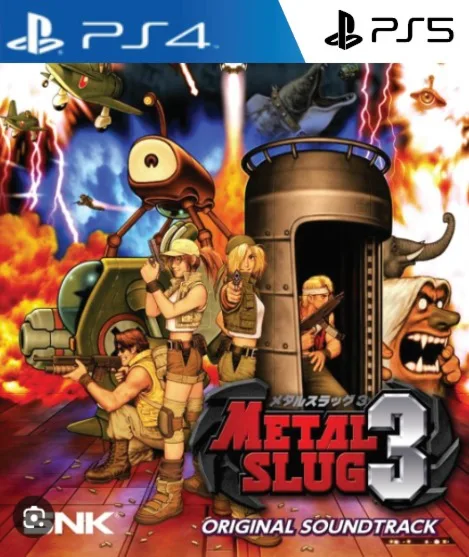 PS4 PS5
メタルスラッグ3
METAL
SLUG 3
SNK ORIGINAL SOUNDTRACK